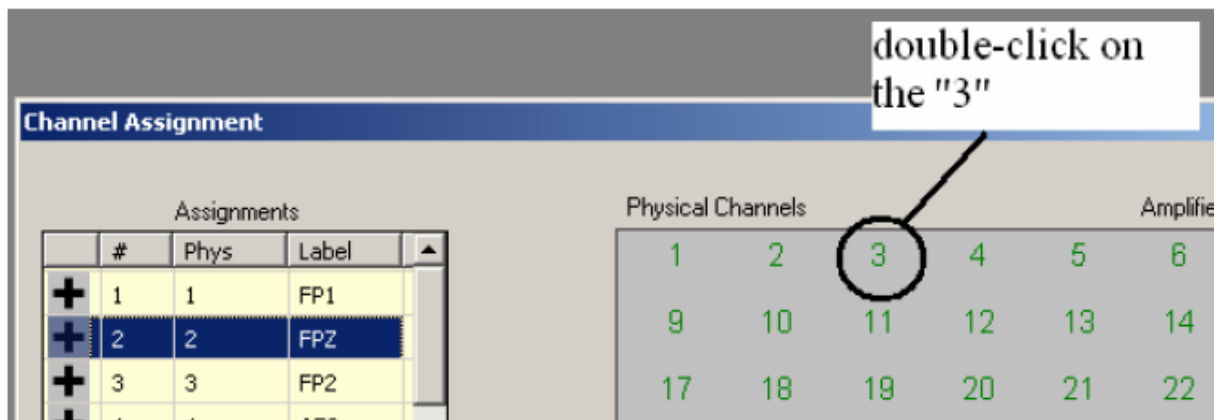 double-click on
the "3"
Channel Assignment
Assignments
# Phys Label
1 1 FP1
2 2 FPZ
3 3 FP2
Physical Channels
1 2 3 4 5 6
9 10 11 12 13 14
17 18 19 20 21 22